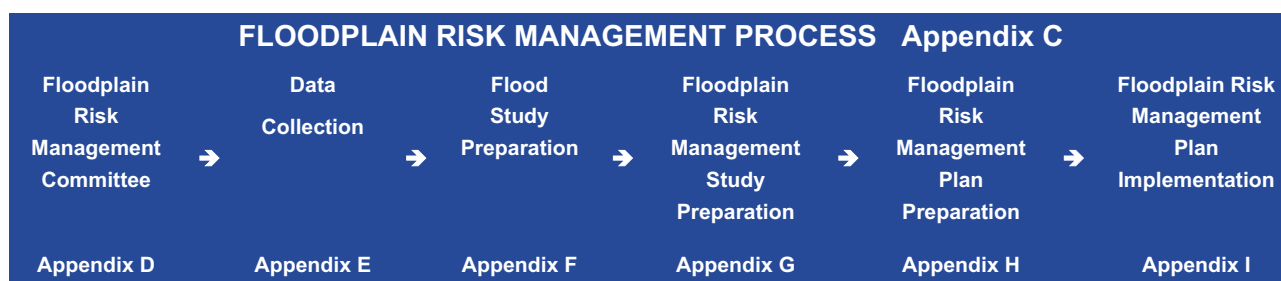 FLOODPLAIN RISK MANAGEMENT PROCESS Appendix C
Floodplain
Risk
Management
Committee
➔
Data
Collection
➔
Flood
Study
Preparation
➔
Floodplain
Risk
Management
Study
Preparation
➔
Floodplain
Risk
Management
Plan
Preparation
➔
Floodplain Risk
Management
Plan
Implementation
Appendix D
Appendix E
Appendix F
Appendix G
Appendix H
Appendix I